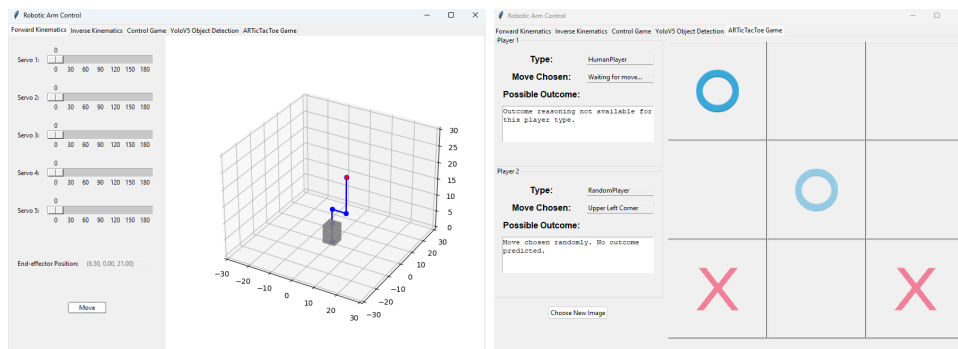 Robotic Arm Control
Forward Kinematics Inverse Kinematics Control Game YoloV5 Object Detection ARTicTacToe Game
0
Servo 1:
0 30 60 90 120 150 180
0
Servo 2:
0 30 60 90 120 150 180
0
Servo 3:
0 30 60 90 120 150 180
0
Servo 4:
0 30 60 90 120 150 180
0
Servo 5:
0 30 60 90 120 150 180
End-effector Position: (6.50, 0.00, 21.00)
Move
30
25
20
15
10
5
0
−30
−20
−10
0
10
20
30
−30
−20
−10
0
10
20
30
Robotic Arm Control
Forward Kinematics Inverse Kinematics Control Game YoloV5 Object Detection ARTicTacToe Game
Player 1
Type: HumanPlayer
Move Chosen: Waiting for move...
Possible Outcome:
Outcome reasoning not available for
this player type.
Player 2
Type: RandomPlayer
Move Chosen: Upper Left Corner
Possible Outcome:
Move chosen randomly. No outcome
predicted.
Choose New Image
X X